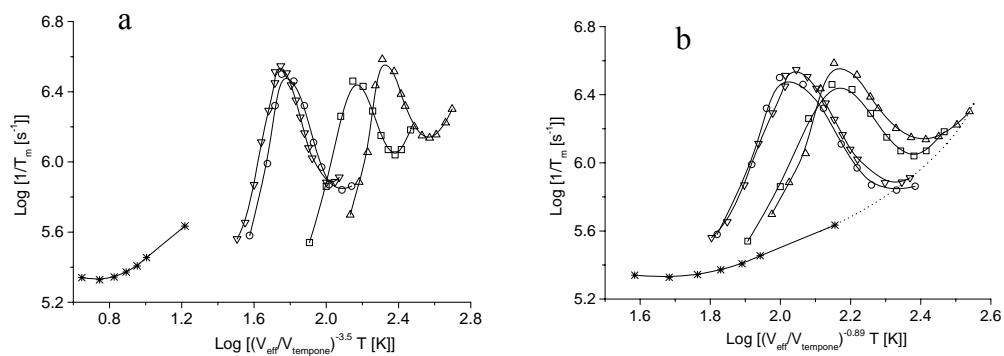 a
6.8
6.4
6.0
5.6
5.2
Log [1/T_m [s^-1]]
0.8 1.2 1.6 2.0 2.4 2.8
Log [(V_eff/V_tempone)^-3.5 T [K]]
b
6.8
6.4
6.0
5.6
5.2
Log [1/T_m [s^-1]]
1.6 1.8 2.0 2.2 2.4 2.6
Log [(V_eff/V_tempone)^-0.89 T [K]]